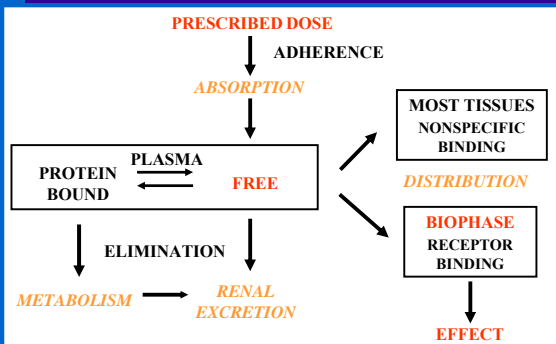 PRESCRIBED DOSE
ADHERENCE
ABSORPTION
MOST TISSUES
NONSPECIFIC
BINDING
PLASMA
PROTEIN
BOUND
FREE
DISTRIBUTION
BIOPHASE
RECEPTOR
BINDING
ELIMINATION
METABOLISM
RENAL
EXCRETION
EFFECT